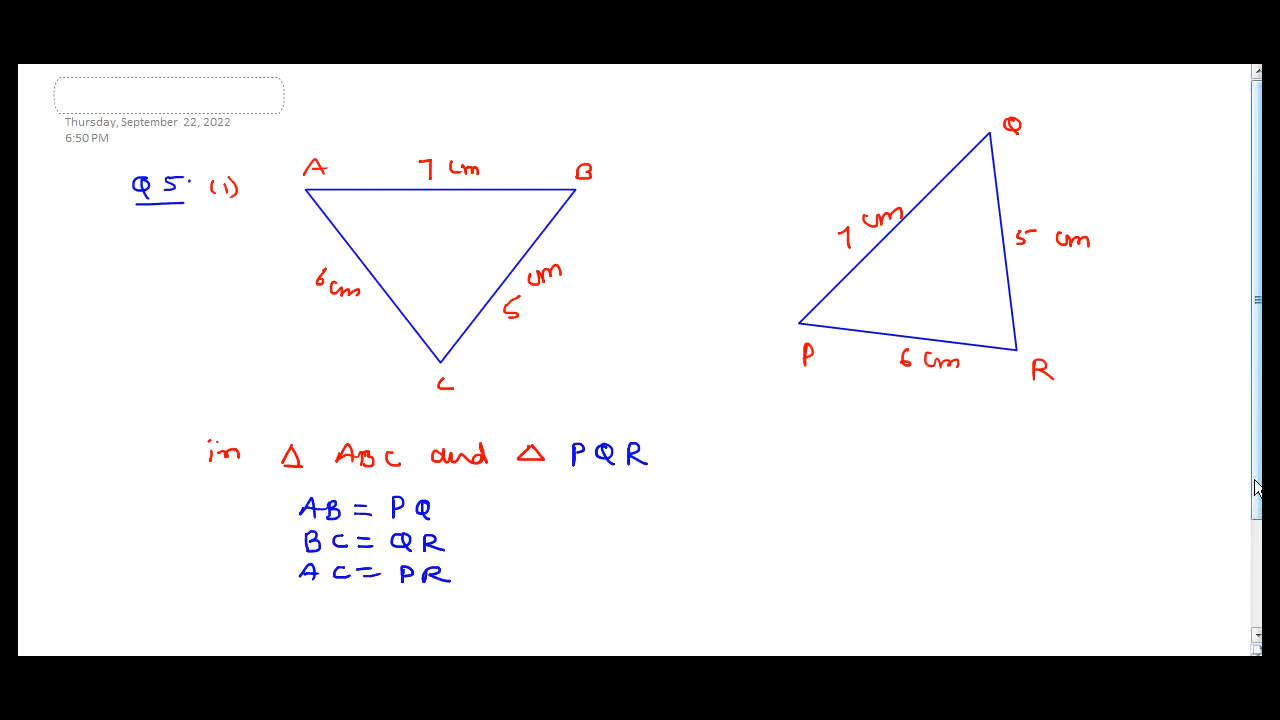 Thursday, September 22, 2022
6:50 PM
Q 5. (1)
A 7 cm B
6 cm
5 cm
C
Q
7 cm
5 cm
P
6 cm
R
in Δ ABC and Δ PQR
AB = PQ
BC = QR
AC = PR